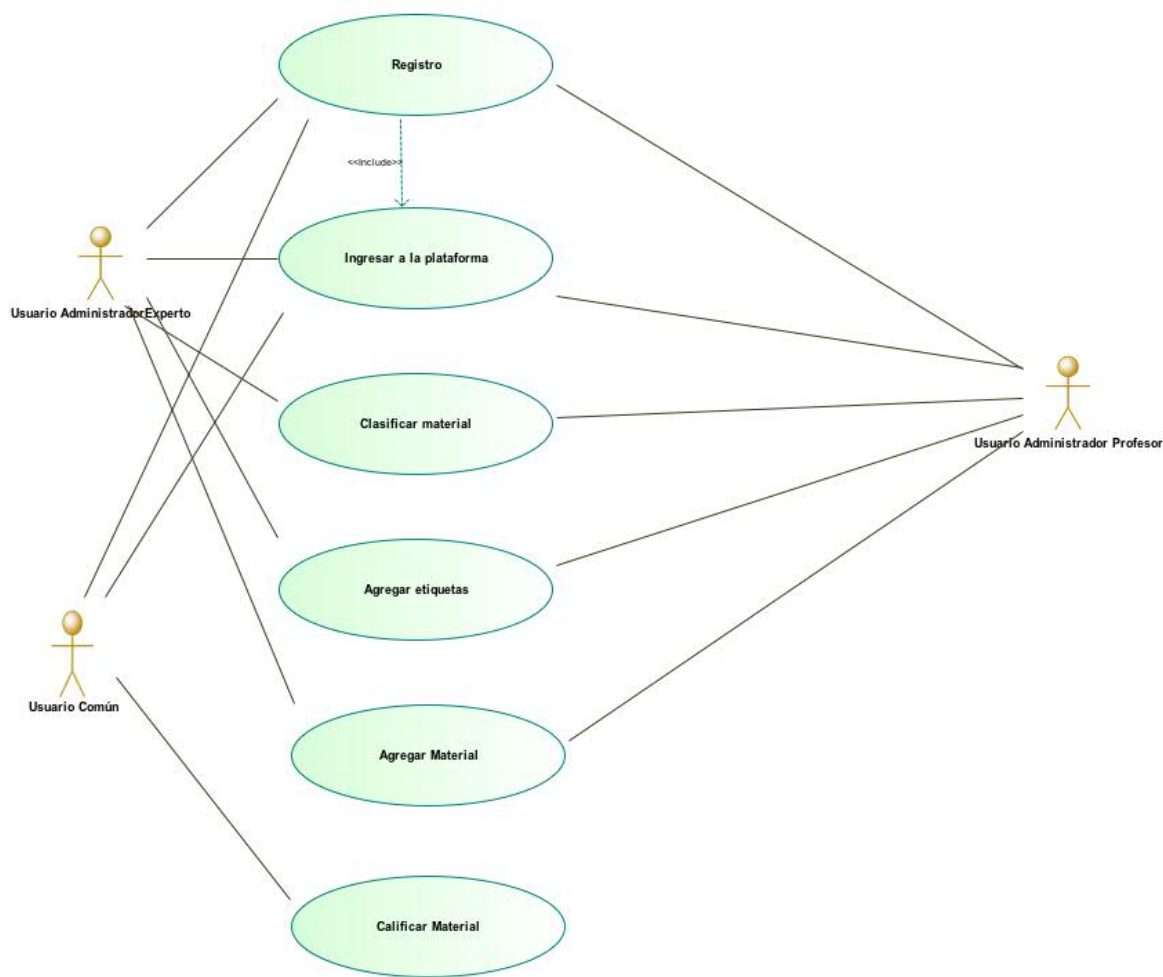 Registro
<<Include>>
Ingresar a la plataforma
Usuario AdministradorExperto
Clasificar material
Usuario Administrador Profesor
Agregar etiquetas
Usuario Común
Agregar Material
Calificar Material